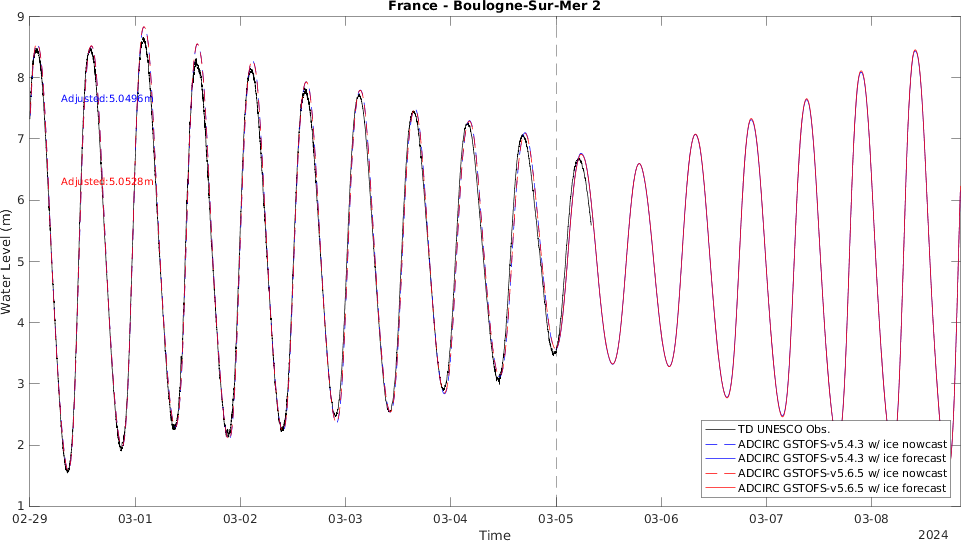 France - Boulogne-Sur-Mer 2
9
8
7
6
5
4
3
2
1
Water Level (m)
Adjusted:5.0496m
Adjusted:5.0528m
TD UNESCO Obs.
ADCIRC GSTOFS-v5.4.3 w/ ice nowcast
ADCIRC GSTOFS-v5.4.3 w/ ice forecast
ADCIRC GSTOFS-v5.6.5 w/ ice nowcast
ADCIRC GSTOFS-v5.6.5 w/ ice forecast
02-29 03-01 03-02 03-03 03-04 03-05 03-06 03-07 03-08
Time
2024